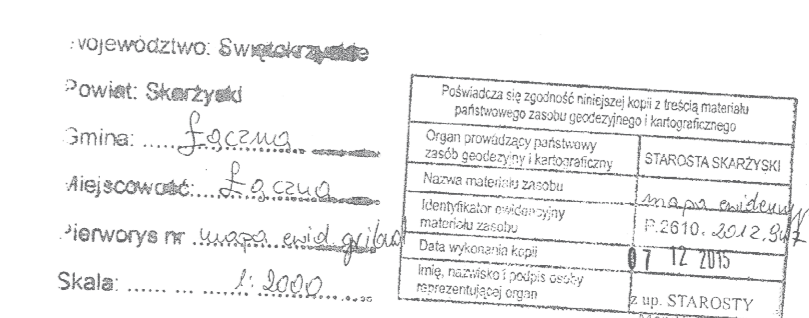 województwo: Świętokrzyskie
Powiat: Skarżyski
Gmina: ..... Łączna
Miejscowość: ... Łączna
Pierworys nr mapa ewid. gruntów
Skala: ...... ... ... 1:2000
Poświadcza się zgodność niniejszej kopii z treścią materiału
państwowego zasobu geodezyjnego i kartograficznego
Organ prowadzący państwowy
zasób geodezyjny i kartograficzny
STAROSTA SKARŻYSKI
Nazwa materiału zasobu
mapa
Identyfikator ewidencyjny
materiału zasobu
P.2610.2012.
Data wykonania kopii
07 12 2015
Imię, nazwisko i podpis osoby
reprezentującej organ
z up. STAROSTY